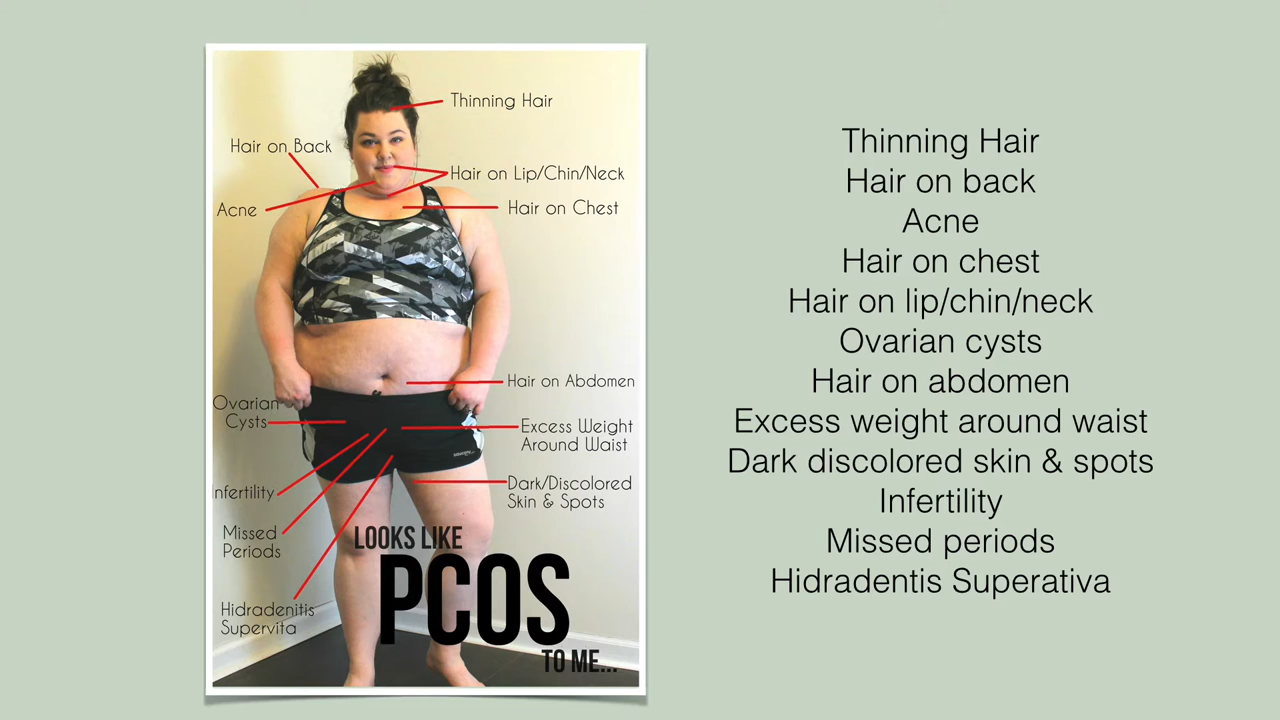 Thinning Hair
Hair on Back
Hair on Lip/Chin/Neck
Acne
Hair on Chest
Hair on Abdomen
Ovarian
Cysts
Excess Weight
Around Waist
Infertility
Dark/Discolored
Skin & Spots
Missed
Periods
LOOKS LIKE
PCOS
TO ME...
Hidradenitis
Supervita
Thinning Hair
Hair on back
Acne
Hair on chest
Hair on lip/chin/neck
Ovarian cysts
Hair on abdomen
Excess weight around waist
Dark discolored skin & spots
Infertility
Missed periods
Hidradentis Superativa